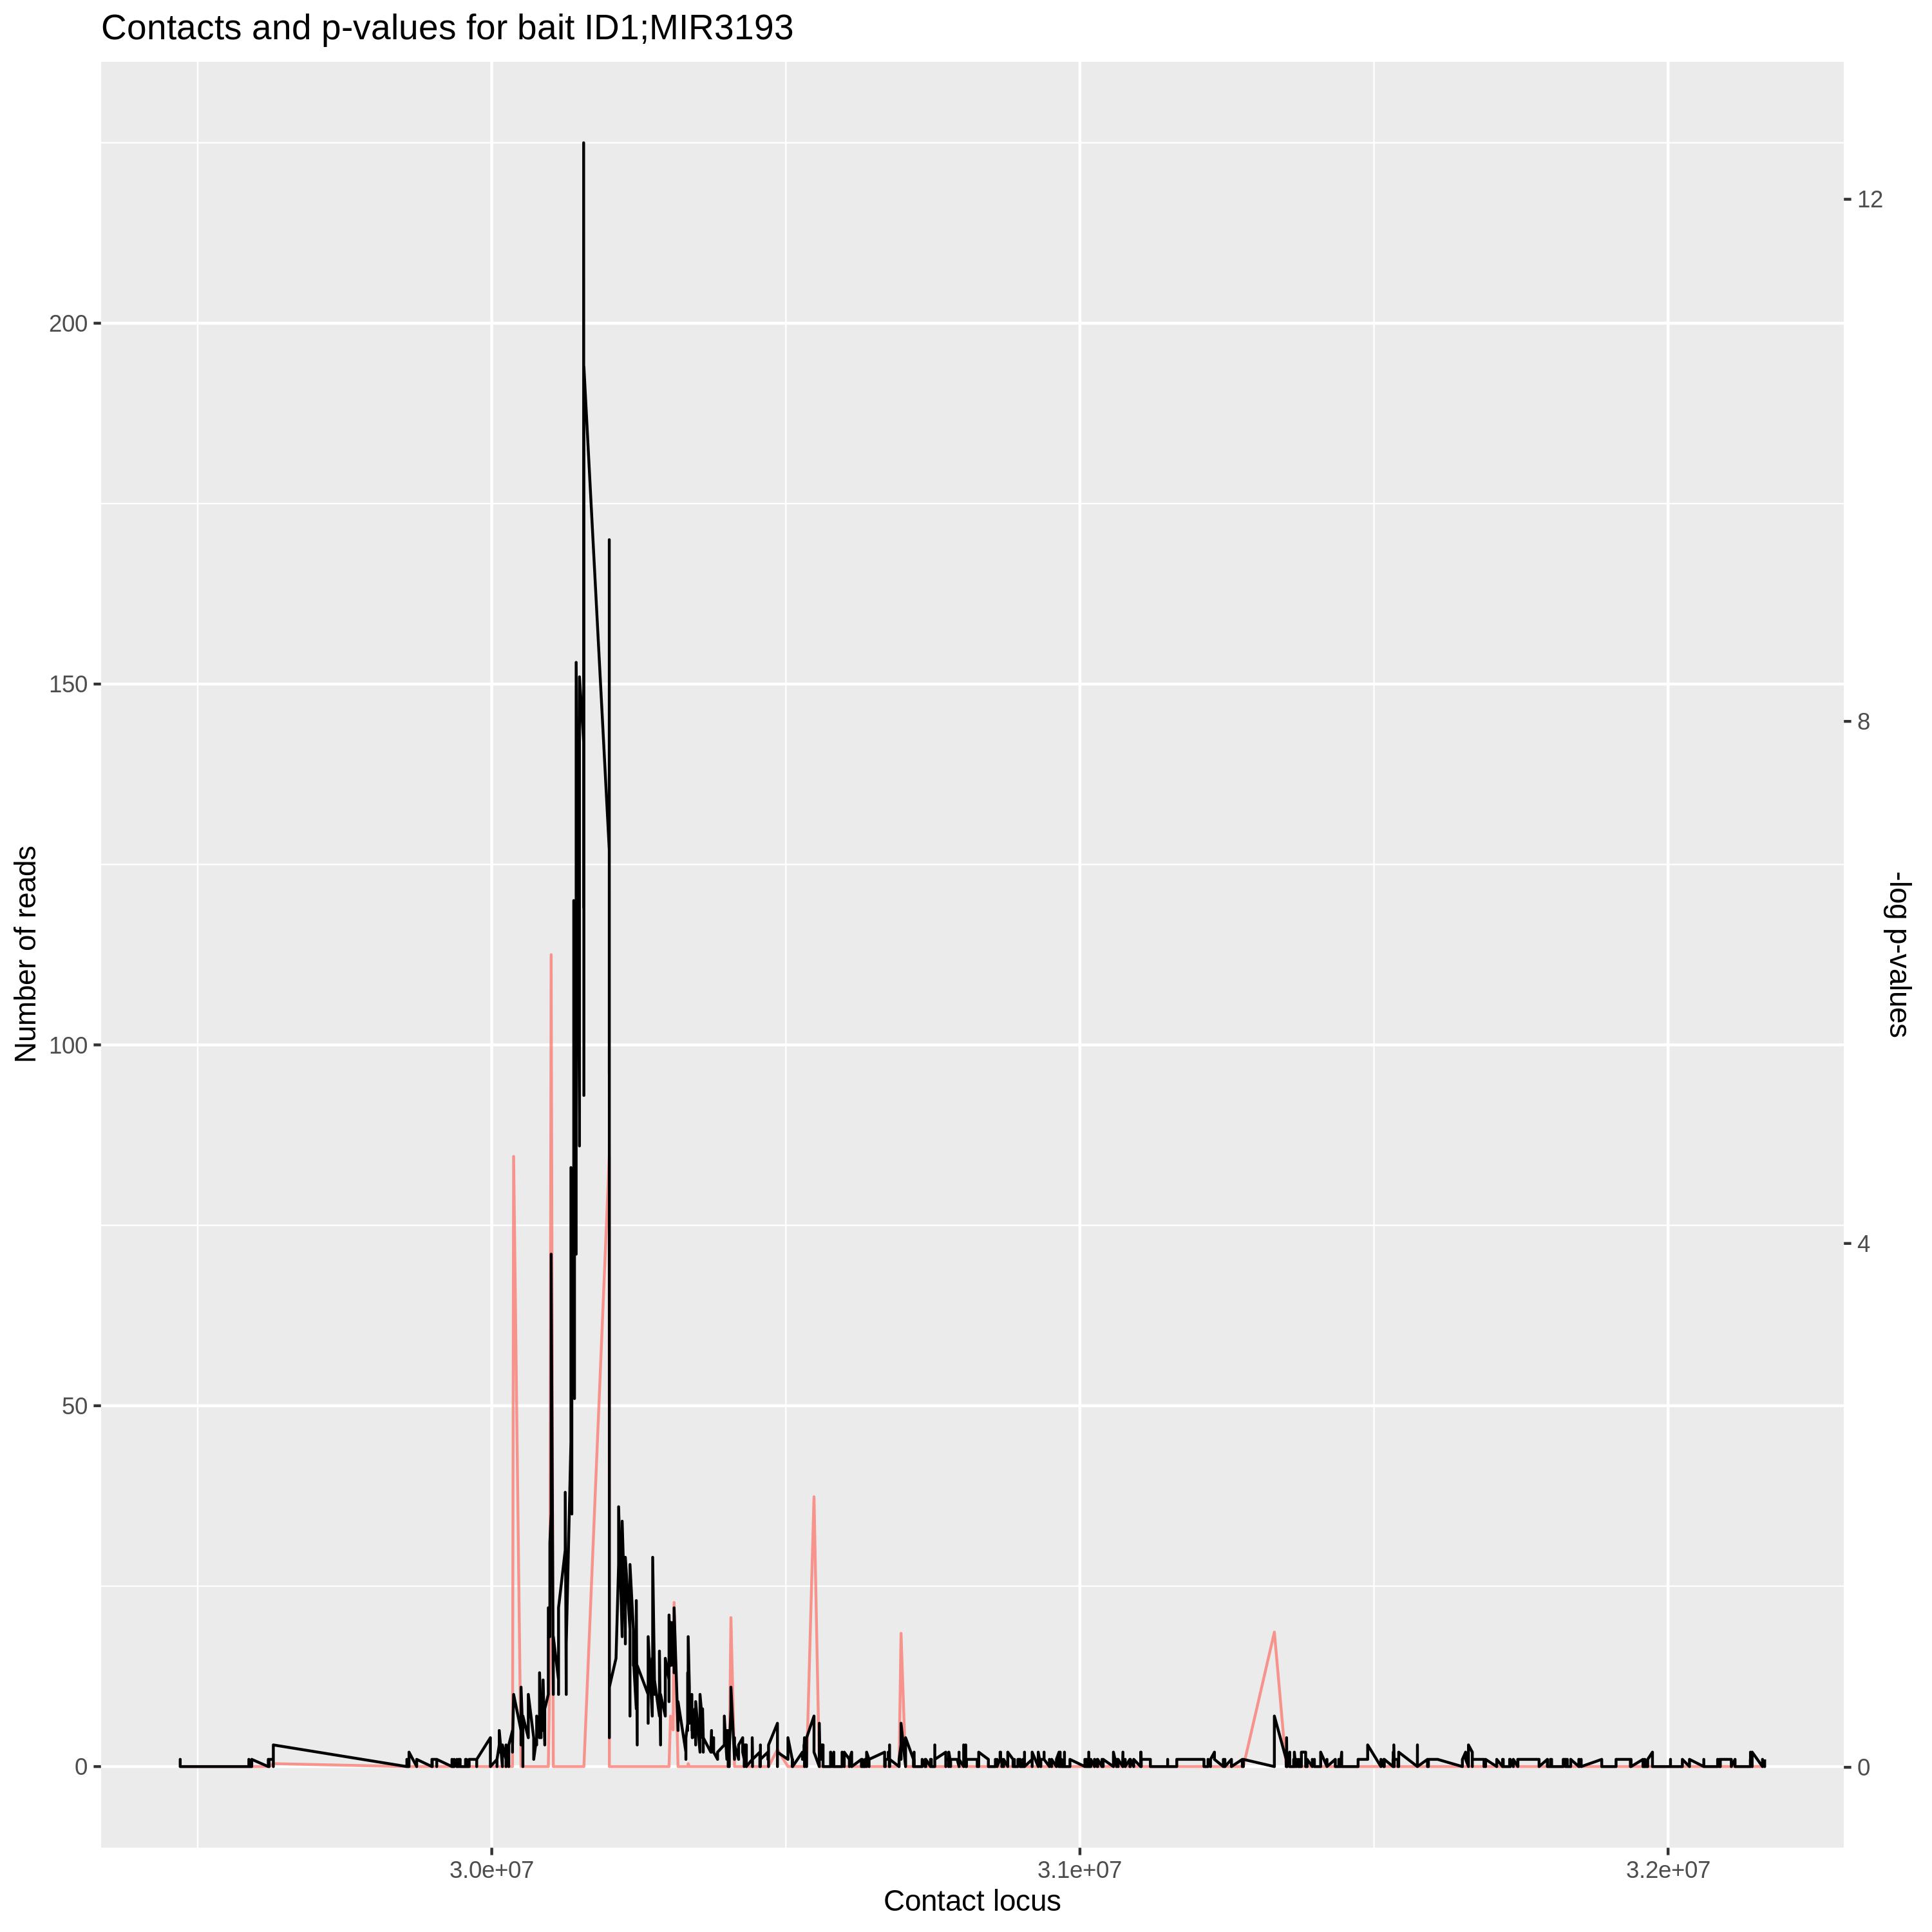 Contacts and p-values for bait ID1;MIR3193
200
150
100
50
0
Number of reads
12
8
4
0
-log p-values
3.0e+07
3.1e+07
3.2e+07
Contact locus